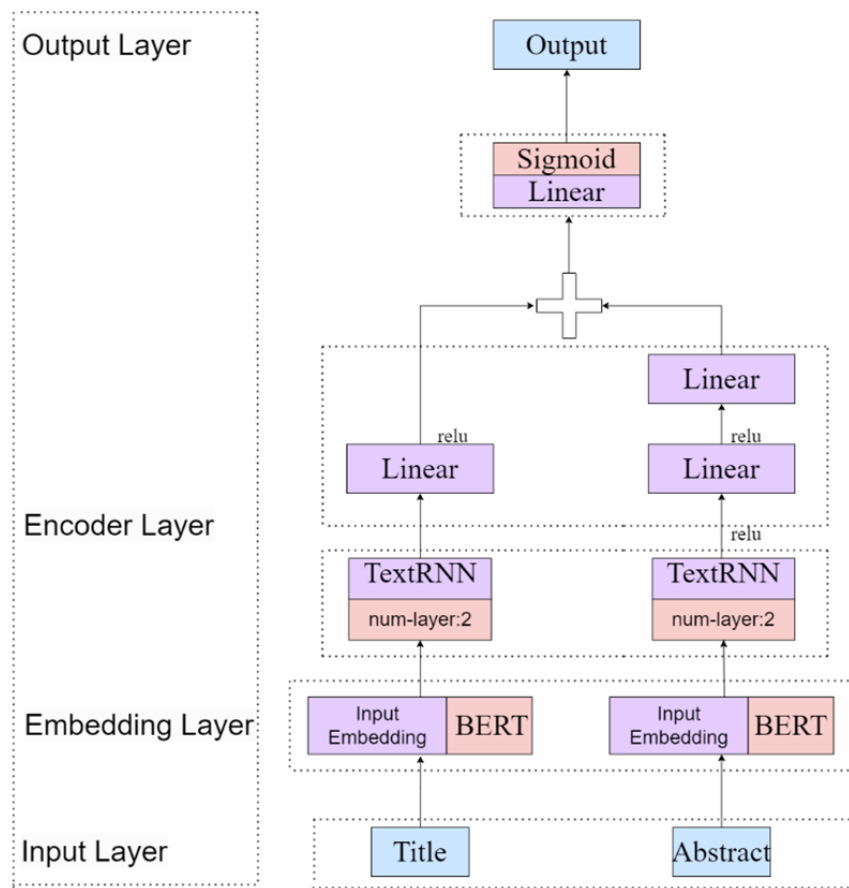 Output Layer
Output
Sigmoid
Linear
Linear
relu
Linear
relu
Linear
Encoder Layer
relu
TextRNN
TextRNN
num-layer:2
num-layer:2
Embedding Layer
Input
Embedding
BERT
Input
Embedding
BERT
Input Layer
Title
Abstract